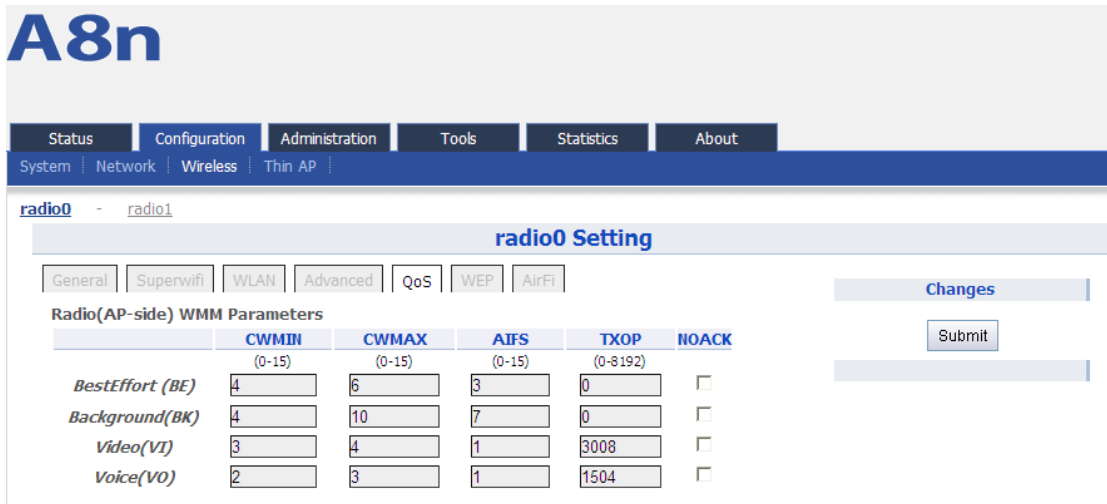 A8n
Status Configuration Administration Tools Statistics About
System Network Wireless Thin AP
radio0 - radio1
radio0 Setting
General Superwifi WLAN Advanced QoS WEP AirFi
Changes
Submit
Radio(AP-side) WMM Parameters
CWMIN CWMAX AIFS TXOP NOACK
(0-15) (0-15) (0-15) (0-8192)
BestEffort (BE) 4 6 3 0
Background(BK) 4 10 7 0
Video(VI) 3 4 1 3008
Voice(VO) 2 3 1 1504